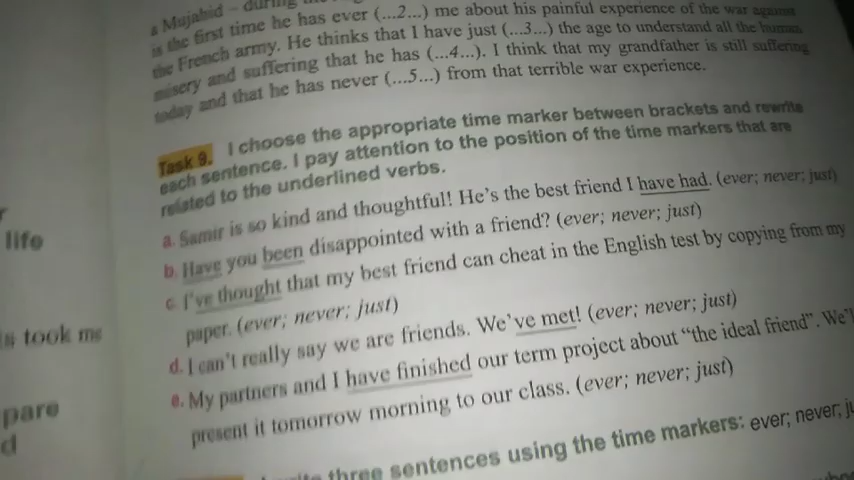 a Mujahid – during
is the first time he has ever (...2...) me about his painful experience of the war against
the French army. He thinks that I have just (...3...) the age to understand all the human
misery and suffering that he has (...4...). I think that my grandfather is still suffering
today and that he has never (...5...) from that terrible war experience.
Task 9. I choose the appropriate time marker between brackets and rewrite
each sentence. I pay attention to the position of the time markers that are
related to the underlined verbs.
a. Samir is so kind and thoughtful! He's the best friend I have had. (ever; never; just)
b. Have you been disappointed with a friend? (ever; never; just)
c. I've thought that my best friend can cheat in the English test by copying from my
paper. (ever; never; just)
d. I can't really say we are friends. We've met! (ever; never; just)
e. My partners and I have finished our term project about "the ideal friend". We'l
present it tomorrow morning to our class. (ever; never; just)
three sentences using the time markers: ever; never; ju
life
took me
pare
d